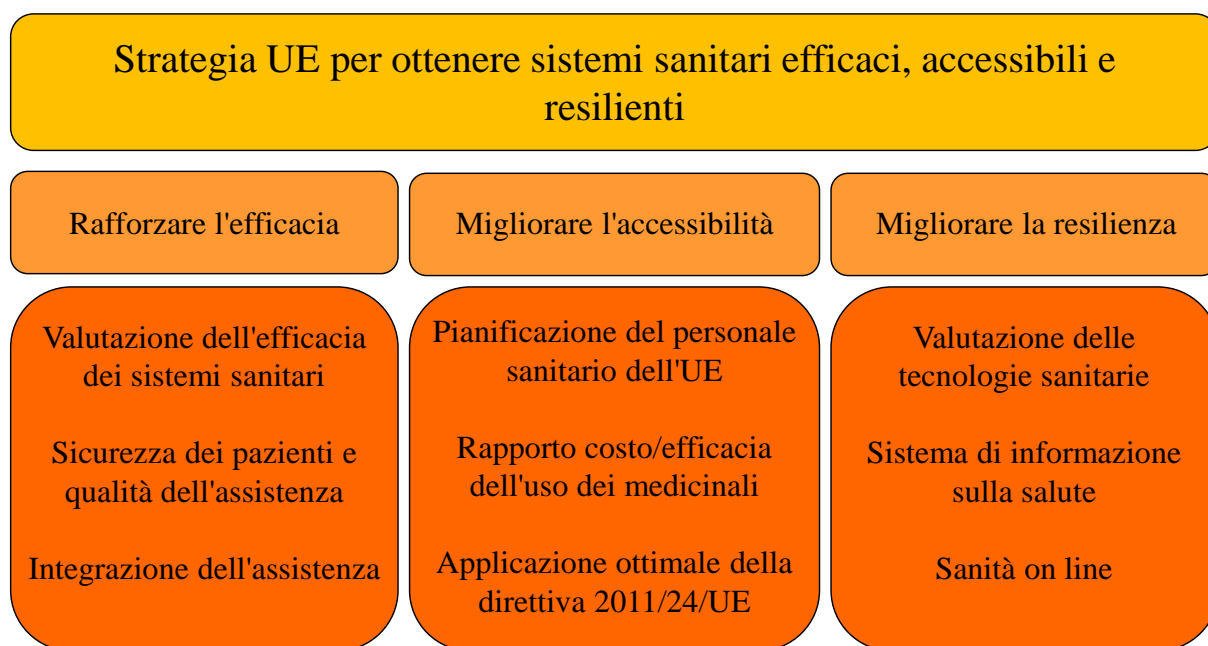 Strategia UE per ottenere sistemi sanitari efficaci, accessibili e
resilienti
Rafforzare l'efficacia
Migliorare l'accessibilità
Migliorare la resilienza
Valutazione dell'efficacia
dei sistemi sanitari
Sicurezza dei pazienti e
qualità dell'assistenza
Integrazione dell'assistenza
Pianificazione del personale
sanitario dell'UE
Rapporto costo/efficacia
dell'uso dei medicinali
Applicazione ottimale della
direttiva 2011/24/UE
Valutazione delle
tecnologie sanitarie
Sistema di informazione
sulla salute
Sanità on line